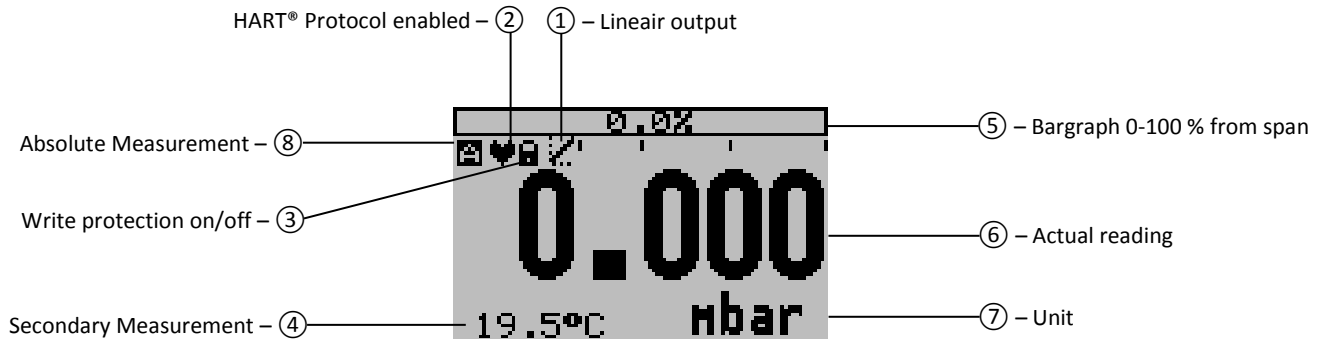 HART® Protocol enabled – ②
① – Lineair output
0.0%
⑤ – Bargraph 0-100 % from span
Absolute Measurement – ⑧
A
Write protection on/off – ③
0.000
⑥ – Actual reading
Secondary Measurement – ④
19.5°C
mbar
⑦ – Unit